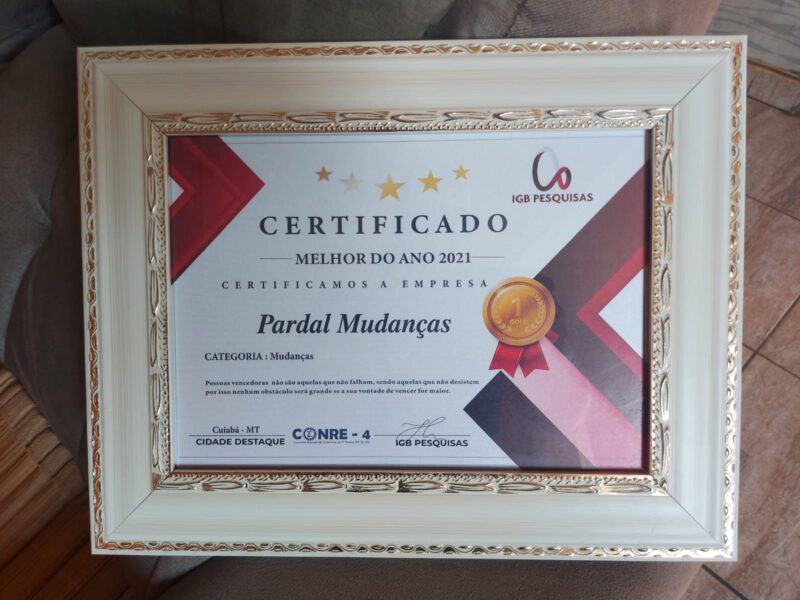 IGB PESQUISAS
CERTIFICADO
MELHOR DO ANO 2021
CERTIFICAMOS A EMPRESA
Pardal Mudanças
1
GOLD
CATEGORIA : Mudanças
Pessoas vencedoras não são aquelas que não falham, sendo aquelas que não desistem
por isso nenhum obstáculo será grande se a sua vontade de vencer for maior.
Cuiabá - MT
CIDADE DESTAQUE
CONRE - 4
IGB PESQUISAS